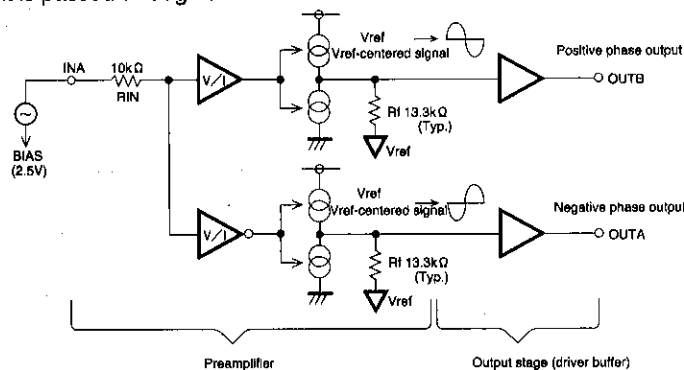 Vref
Vref-centered signal
Positive phase output
INA
10kΩ
RIN
V/I
OUTB
Rf 13.3kΩ
(Typ.)
Vref
BIAS
(2.5V)
Vref
Vref-centered signal
Negative phase output
V/I
OUTA
Rf 13.3kΩ
(Typ.)
Vref
Preamplifier
Output stage (driver buffer)